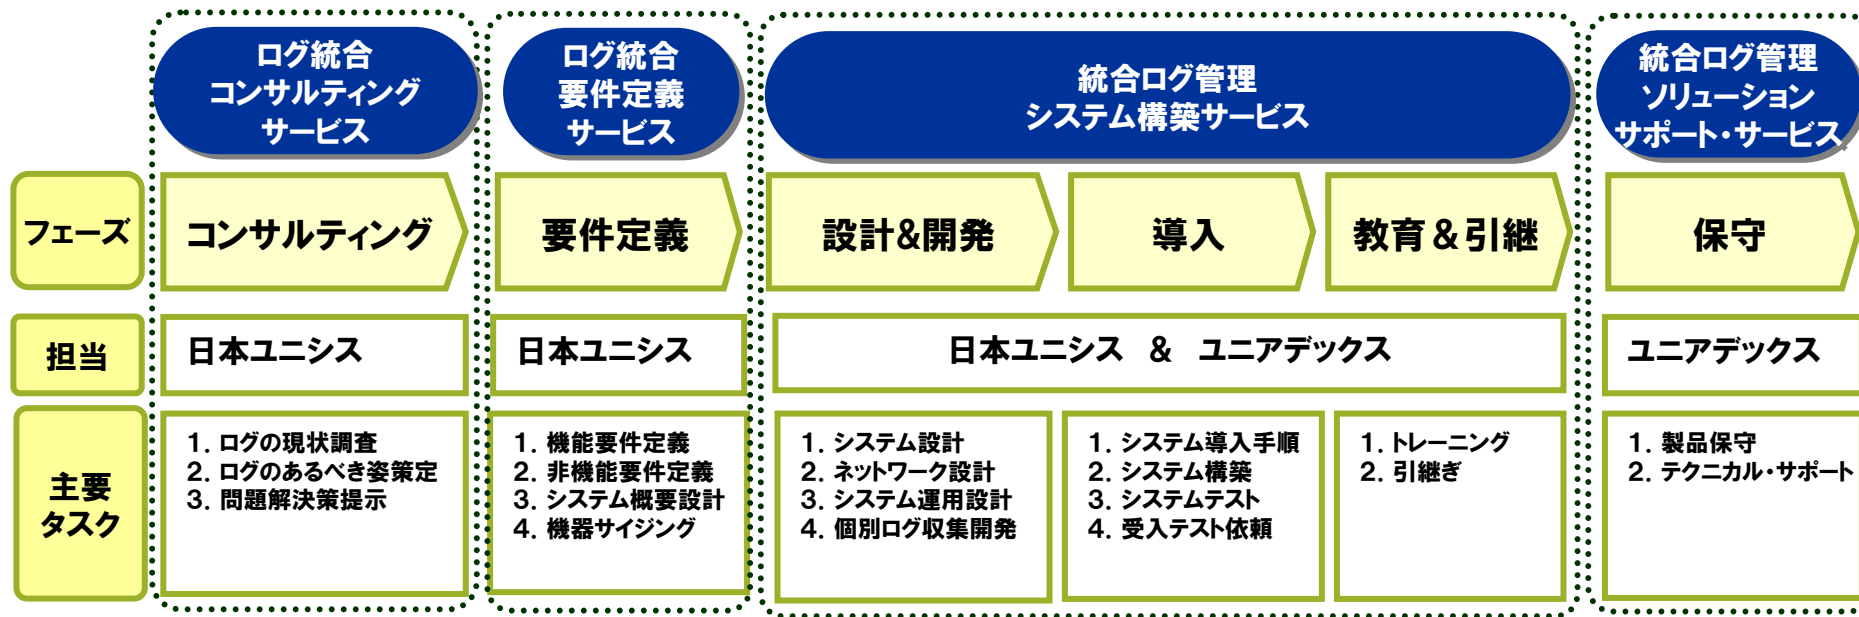 ログ統合
コンサルティング
サービス
ログ統合
要件定義
サービス
統合ログ管理
システム構築サービス
統合ログ管理
ソリューション
サポート・サービス
フェーズ
コンサルティング
要件定義
設計&開発
導入
教育&引継
保守
担当
日本ユニシス
日本ユニシス
日本ユニシス & ユニアデックス
ユニアデックス
主要
タスク
1. ログの現状調査
2. ログのあるべき姿策定
3. 問題解決策提示
1. 機能要件定義
2. 非機能要件定義
3. システム概要設計
4. 機器サイジング
1. システム設計
2. ネットワーク設計
3. システム運用設計
4. 個別ログ収集開発
1. システム導入手順
2. システム構築
3. システムテスト
4. 受入テスト依頼
1. トレーニング
2. 引継ぎ
1. 製品保守
2. テクニカル・サポート